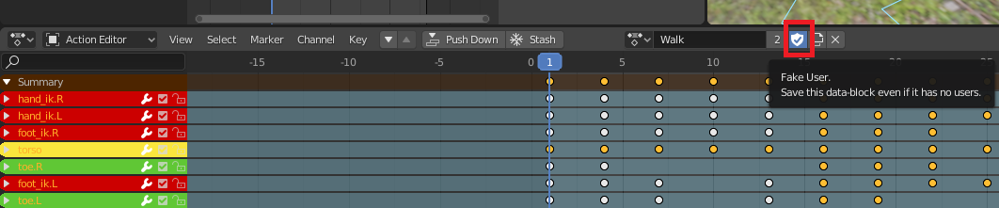 Action Editor View Select Marker Channel Key Push Down Stash Walk 2
-15 -10 -5 0 1 5 10 20
Summary
Fake User.
Save this data-block even if it has no users.
hand_ik.R
hand_ik.L
foot_ik.R
torso
toe.R
foot_ik.L
toe.L